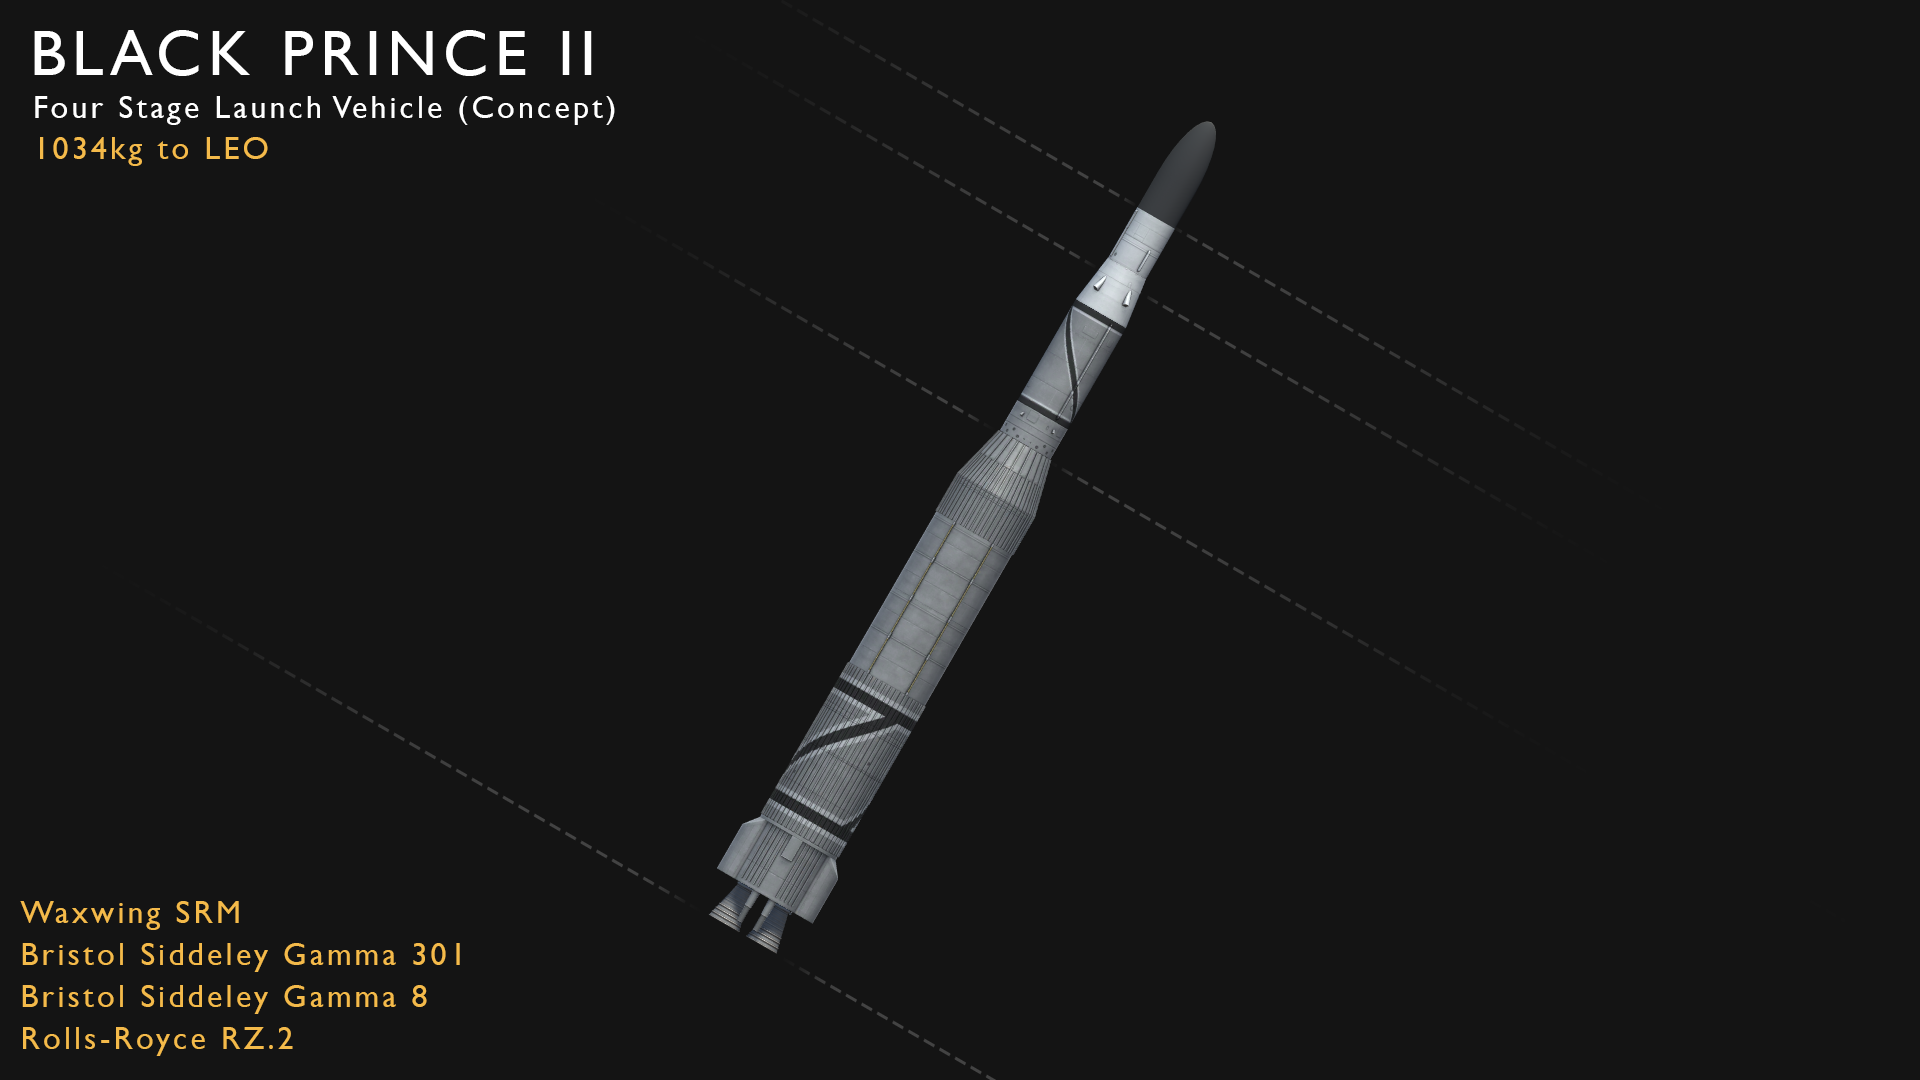 BLACK PRINCE II
Four Stage Launch Vehicle (Concept)
1034kg to LEO
Waxwing SRM
Bristol Siddeley Gamma 301
Bristol Siddeley Gamma 8
Rolls-Royce RZ.2